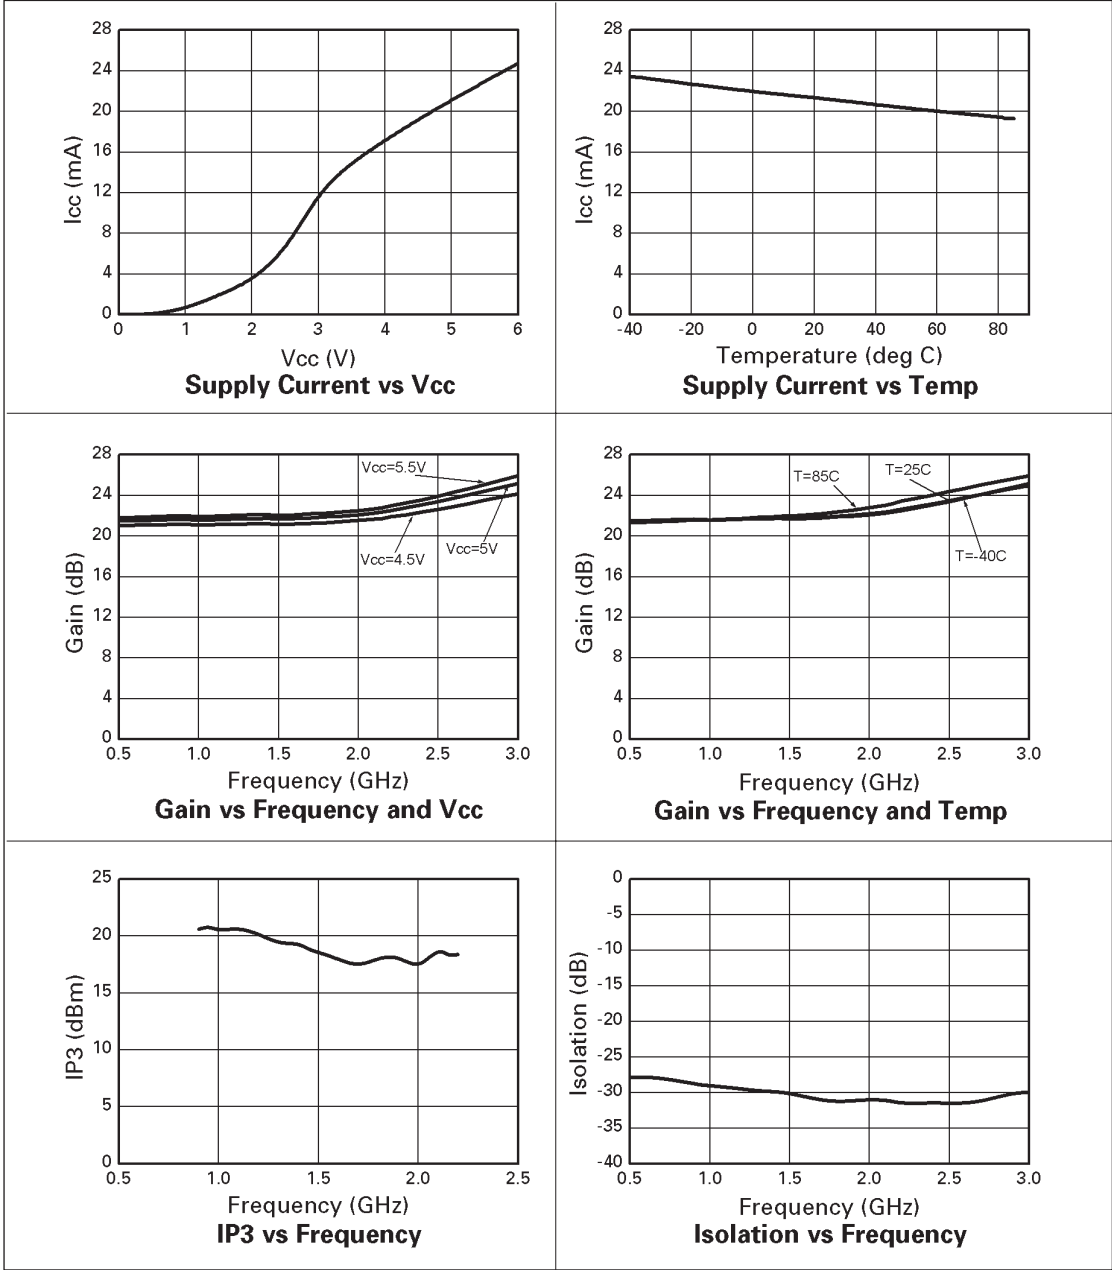 28
24
20
16
12
8
4
0
Icc (mA)
0 1 2 3 4 5 6
Vcc (V)
Supply Current vs Vcc
28
24
20
16
12
8
4
0
Icc (mA)
-40 -20 0 20 40 60 80
Temperature (deg C)
Supply Current vs Temp
28
24
20
16
12
8
4
0
Gain (dB)
Vcc=5.5V
Vcc=5V
Vcc=4.5V
0.5 1.0 1.5 2.0 2.5 3.0
Frequency (GHz)
Gain vs Frequency and Vcc
28
24
20
16
12
8
4
0
Gain (dB)
T=85C
T=25C
T=-40C
0.5 1.0 1.5 2.0 2.5 3.0
Frequency (GHz)
Gain vs Frequency and Temp
25
20
15
10
5
0
IP3 (dBm)
0.5 1.0 1.5 2.0 2.5
Frequency (GHz)
IP3 vs Frequency
0
-5
-10
-15
-20
-25
-30
-35
-40
Isolation (dB)
0.5 1.0 1.5 2.0 2.5 3.0
Frequency (GHz)
Isolation vs Frequency